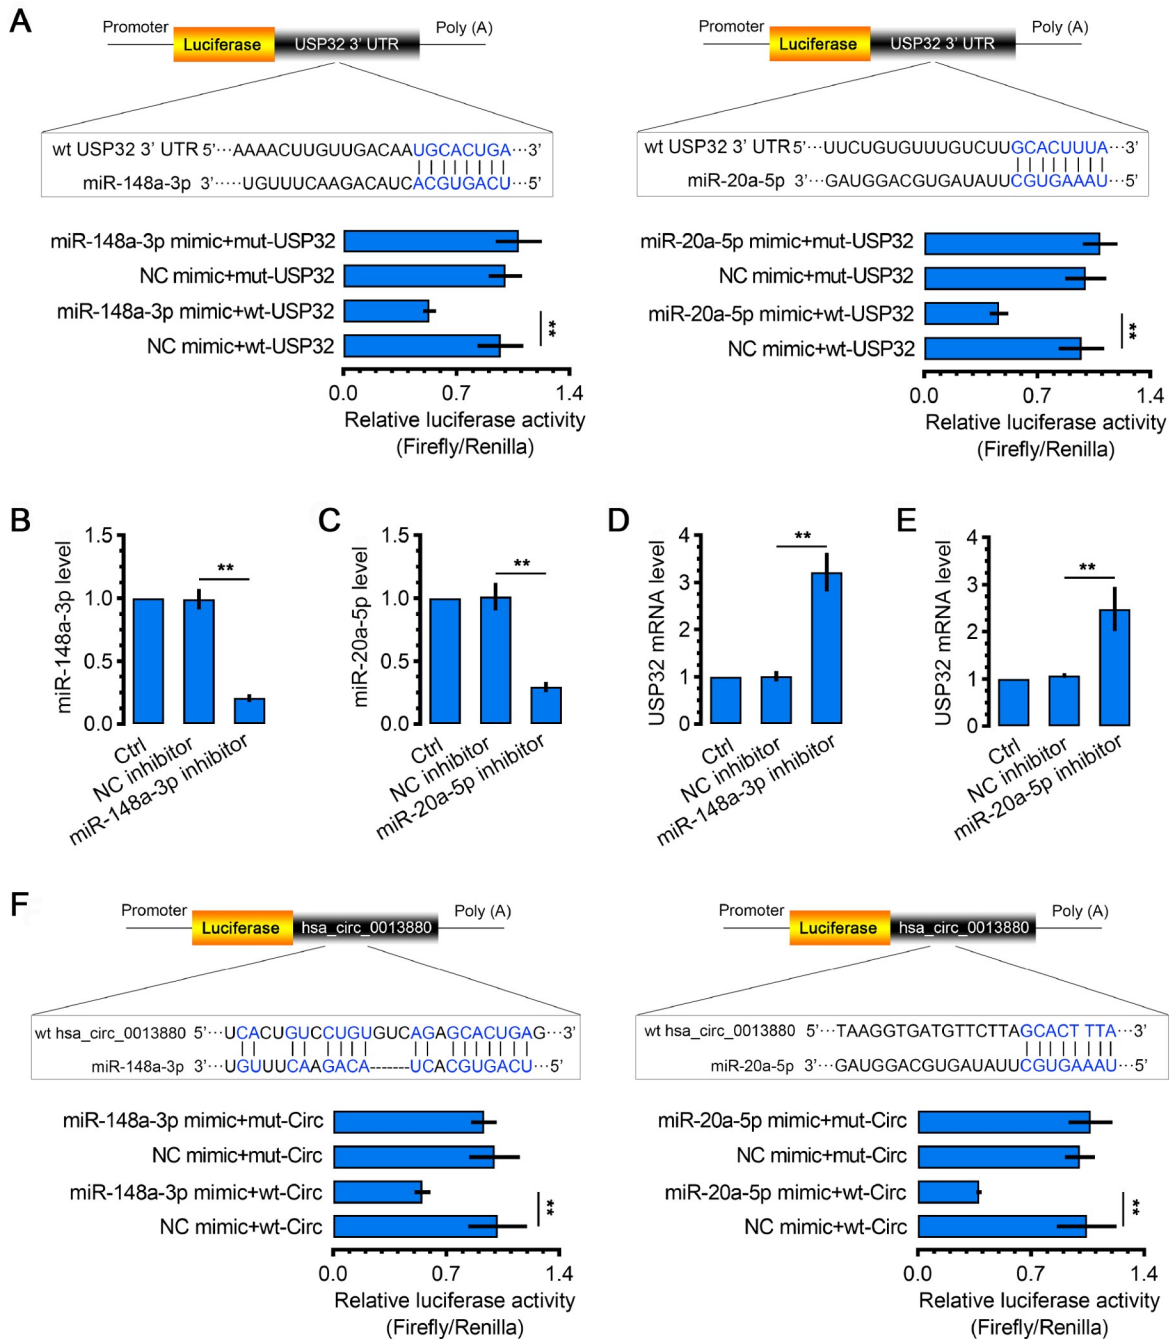 A
Promoter
Luciferase
USP32 3’ UTR
Poly (A)
wt USP32 3’ UTR 5’···AAAACUUGUUGACAAUGCACUGA···3’
miR-148a-3p 3’·····UGUUUCAAGACAUCACGUGACU···5’
miR-148a-3p mimic+mut-USP32
NC mimic+mut-USP32
miR-148a-3p mimic+wt-USP32
NC mimic+wt-USP32
**
0.0 0.7 1.4
Relative luciferase activity
(Firefly/Renilla)
Promoter
Luciferase
USP32 3’ UTR
Poly (A)
wt USP32 3’ UTR 5’···UUCUGUGUUUGUCUUGCACUUUA···3’
miR-20a-5p 3’···GAUGGACGUGAUAUUCGUGAAAU···5’
miR-20a-5p mimic+mut-USP32
NC mimic+mut-USP32
miR-20a-5p mimic+wt-USP32
NC mimic+wt-USP32
**
0.0 0.7 1.4
Relative luciferase activity
(Firefly/Renilla)
B
miR-148a-3p level
1.5
1.0
0.5
0.0
**
Ctrl
NC inhibitor
miR-148a-3p inhibitor
C
miR-20a-5p level
1.5
1.0
0.5
0.0
**
Ctrl
NC inhibitor
miR-20a-5p inhibitor
D
USP32 mRNA level
4
3
2
1
0
**
Ctrl
NC inhibitor
miR-148a-3p inhibitor
E
USP32 mRNA level
4
3
2
1
0
**
Ctrl
NC inhibitor
miR-20a-5p inhibitor
F
Promoter
Luciferase
hsa_circ_0013880
Poly (A)
wt hsa_circ_0013880 5’···UCACUGUCCUGUGUCAGAGCACUGAG···3’
miR-148a-3p 3’···UGUUUCAAGACA-------UCACGUGACU···5’
miR-148a-3p mimic+mut-Circ
NC mimic+mut-Circ
miR-148a-3p mimic+wt-Circ
NC mimic+wt-Circ
**
0.0 0.7 1.4
Relative luciferase activity
(Firefly/Renilla)
Promoter
Luciferase
hsa_circ_0013880
Poly (A)
wt hsa_circ_0013880 5’···TAAGGTGATGTTCTTAGCACT TTA···3’
miR-20a-5p 3’···GAUGGACGUGAUAUUCGUGAAAU···5’
miR-20a-5p mimic+mut-Circ
NC mimic+mut-Circ
miR-20a-5p mimic+wt-Circ
NC mimic+wt-Circ
**
0.0 0.7 1.4
Relative luciferase activity
(Firefly/Renilla)